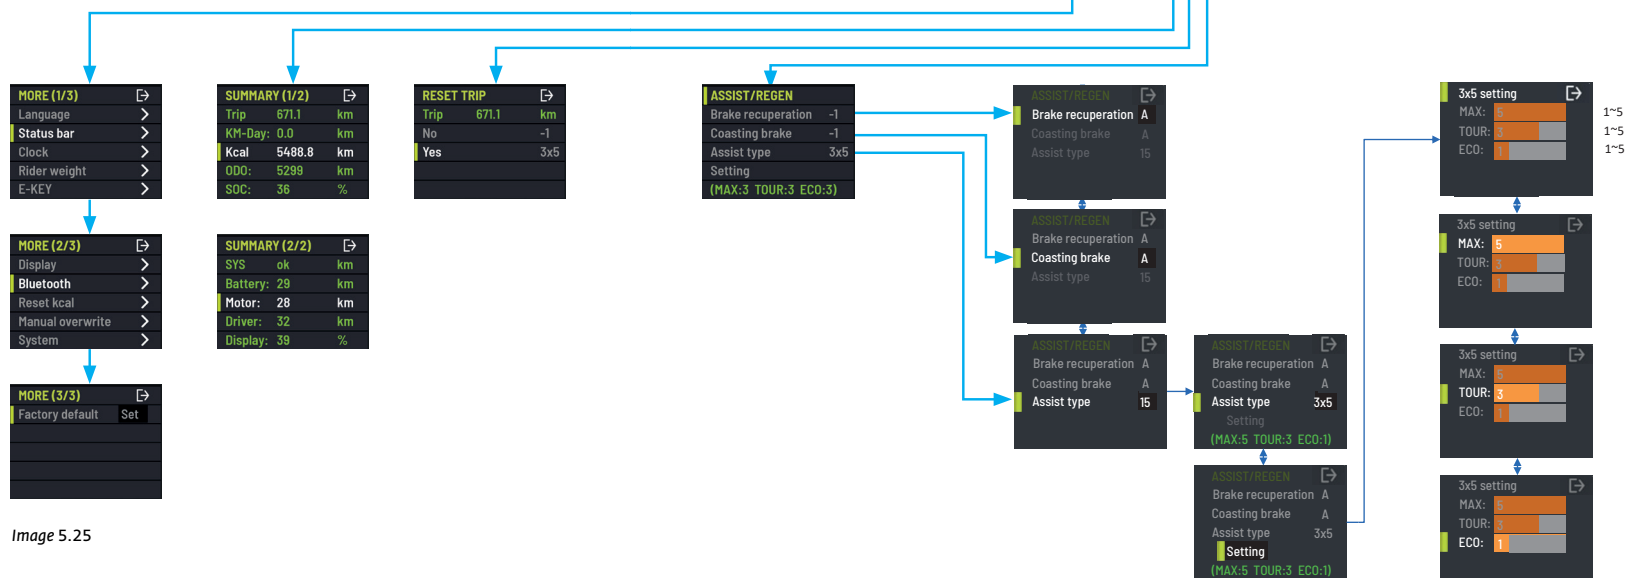 MORE (1/3)
Language
Status bar
Clock
Rider weight
E-KEY
MORE (2/3)
Display
Bluetooth
Reset kcal
Manual overwrite
System
MORE (3/3)
Factory default Set
Image 5.25
SUMMARY (1/2)
Trip 671.1 km
KM-Day: 0.0 km
Kcal 5488.8 km
ODO: 5299 km
SOC: 36 %
SUMMARY (2/2)
SYS ok km
Battery: 29 km
Motor: 28 km
Driver: 32 km
Display: 39 %
RESET TRIP
Trip 671.1 km
No -1
Yes 3x5
ASSIST/REGEN
Brake recuperation -1
Coasting brake -1
Assist type 3x5
Setting
(MAX:3 TOUR:3 ECO:3)
ASSIST/REGEN
Brake recuperation A
Coasting brake A
Assist type 15
ASSIST/REGEN
Brake recuperation A
Coasting brake A
Assist type 15
ASSIST/REGEN
Brake recuperation A
Coasting brake A
Assist type 15
ASSIST/REGEN
Brake recuperation A
Coasting brake A
Assist type 3x5
Setting
(MAX:5 TOUR:3 ECO:1)
ASSIST/REGEN
Brake recuperation A
Coasting brake A
Assist type 3x5
Setting
(MAX:5 TOUR:3 ECO:1)
3x5 setting
MAX: 5 1~5
TOUR: 3 1~5
ECO: 1 1~5
3x5 setting
MAX: 5
TOUR: 3
ECO: 1
3x5 setting
MAX: 5
TOUR: 3
ECO: 1
3x5 setting
MAX: 5
TOUR: 3
ECO: 1